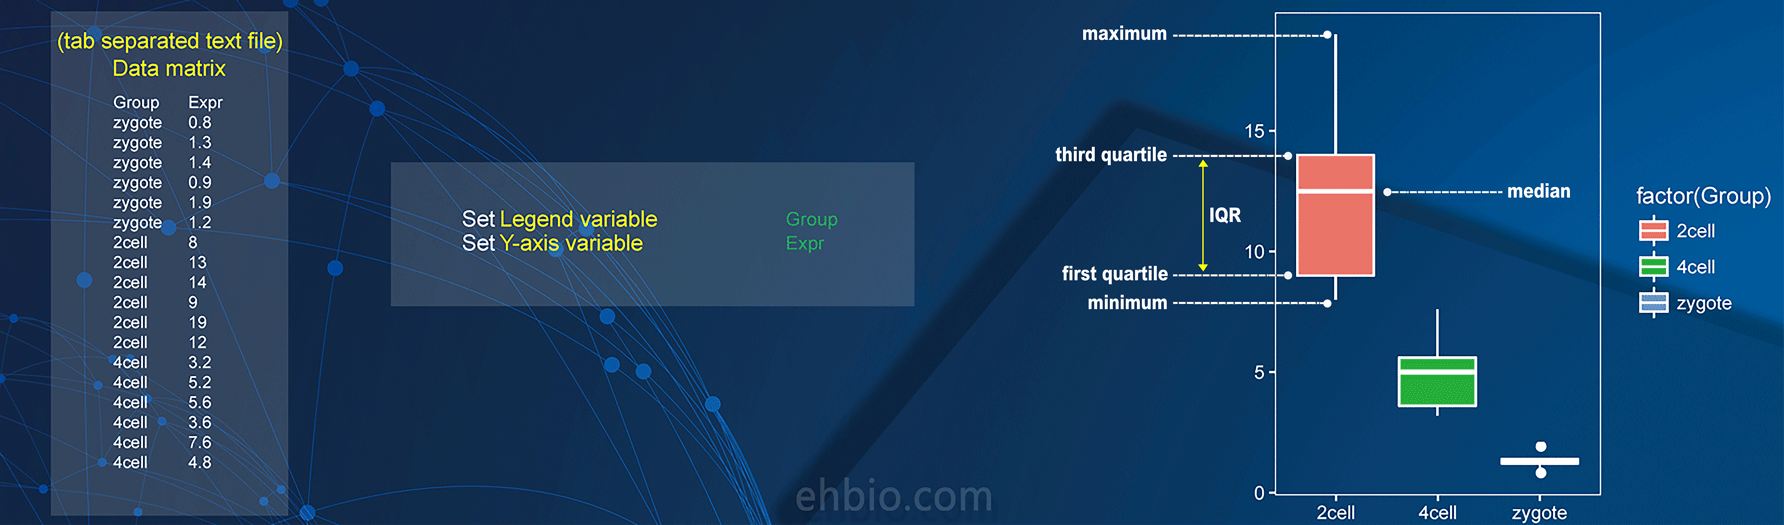 (tab separated text file)
Data matrix
Group Expr
zygote 0.8
zygote 1.3
zygote 1.4
zygote 0.9
zygote 1.9
zygote 1.2
2cell 8
2cell 13
2cell 14
2cell 9
2cell 19
2cell 12
4cell 3.2
4cell 5.2
4cell 5.6
4cell 3.6
4cell 7.6
4cell 4.8
Set Legend variable Group
Set Y-axis variable Expr
maximum
third quartile
IQR
first quartile
minimum
median
15
10
5
0
2cell 4cell zygote
factor(Group)
2cell
4cell
zygote
ehbio.com